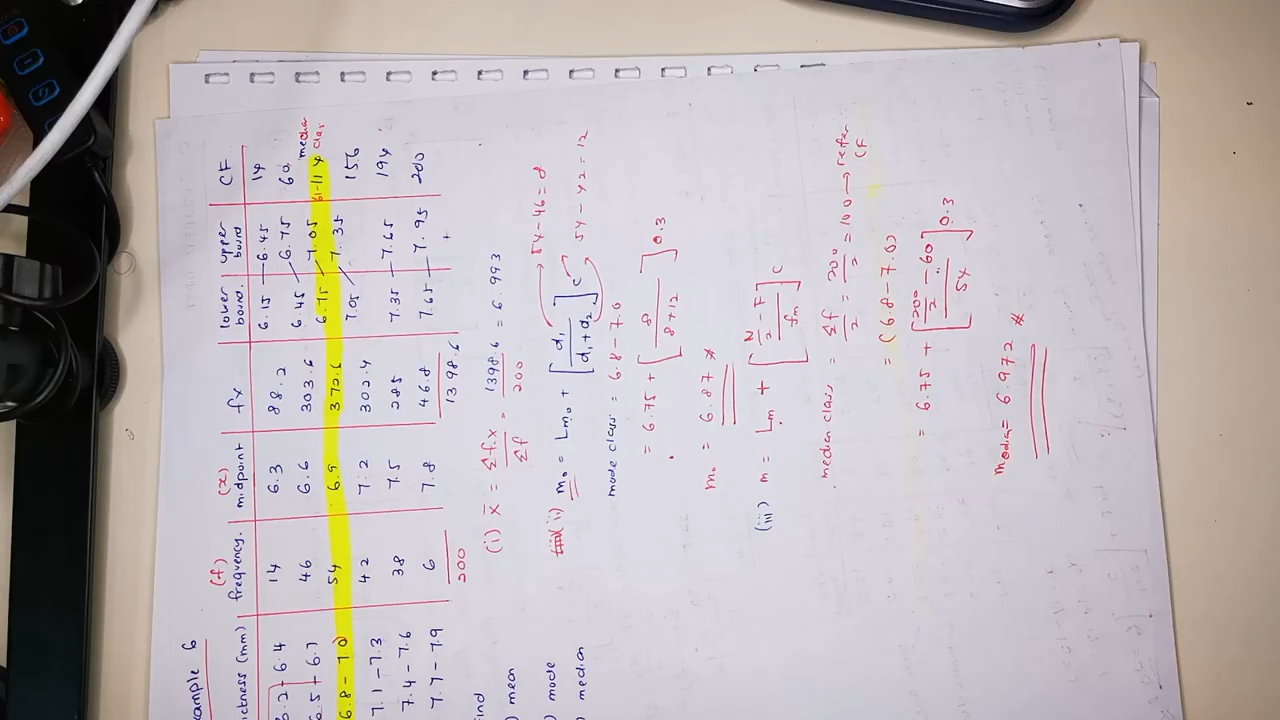 ample 6
ickness (mm) (f) frequency. (x) midpoint fx lower bound. upper bound. CF
6.2 - 6.4 14 6.3 88.2 6.15 — 6.45 14
6.5 - 6.7 46 6.6 303.6 6.45 6.75 60
6.8 - 7.0 54 6.9 372.6 6.75 7.05 61-114 median class
7.1 - 7.3 42 7.2 302.4 7.05 7.35 156
7.4 - 7.6 38 7.5 285 7.35 — 7.65 194
7.7 - 7.9 6 7.8 46.8 7.65 — 7.95 200
200 1398.6
find
) mean
) mode
) median
(i) x̄ = Σf.x / Σf = 1398.6 / 200 = 6.993
(ii) m₀ = Lm₀ + [d₁ / d₁ + d₂] c
54 - 46 = 8
54 - 42 = 12
mode class = 6.8 - 7.0
= 6.75 + [8 / 8 + 12] 0.3
m₀ = 6.87 #
(iii) m = Lm + [N/2 - F / fm] c
median class = Σf / 2 = 200 / 2 = 100 → refer CF
= (6.8 - 7.0)
= 6.75 + [200/2 - 60 / 54] 0.3
median = 6.972 #